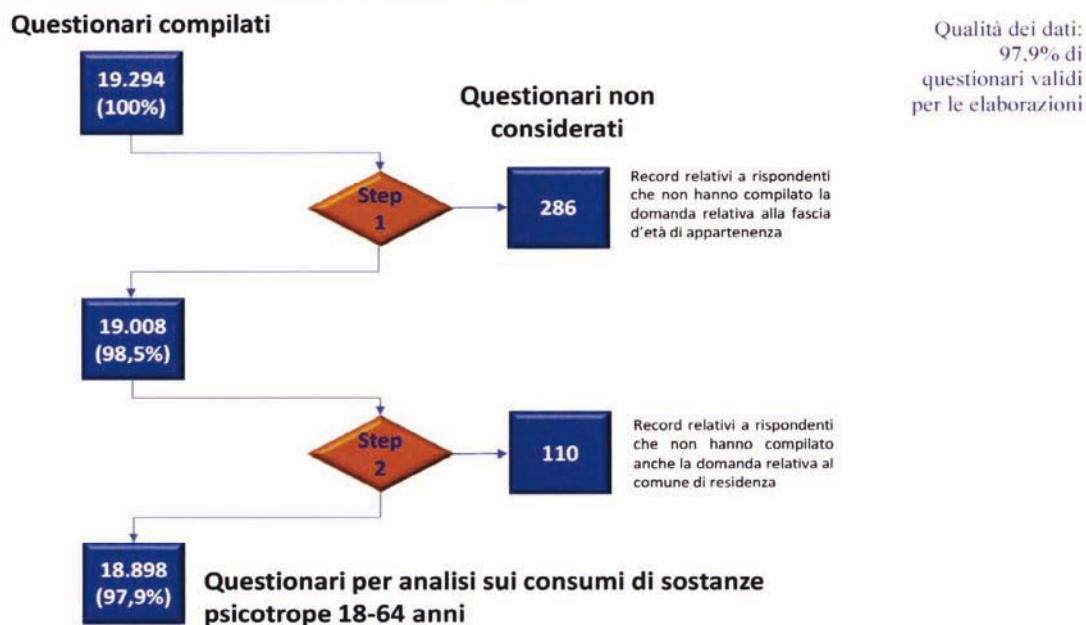 Questionari compilati
Qualità dei dati:
97.9% di
questionari validi
per le elaborazioni
19.294
(100%)
Questionari non
considerati
Step
1
286
Record relativi a rispondenti
che non hanno compilato la
domanda relativa alla fascia
d'età di appartenenza
19.008
(98,5%)
Step
2
110
Record relativi a rispondenti
che non hanno compilato
anche la domanda relativa al
comune di residenza
18.898
(97,9%)
Questionari per analisi sui consumi di sostanze
psicotrope 18-64 anni